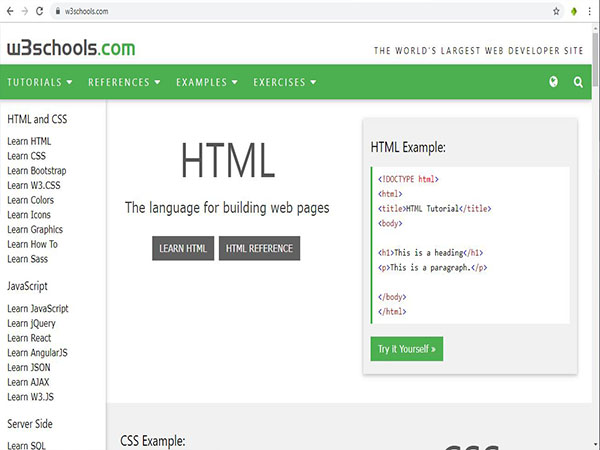 w3schools.com
w3schools.com
THE WORLD'S LARGEST WEB DEVELOPER SITE
TUTORIALS REFERENCES EXAMPLES EXERCISES
HTML and CSS
Learn HTML
Learn CSS
Learn Bootstrap
Learn W3.CSS
Learn Colors
Learn Icons
Learn Graphics
Learn How To
Learn Sass
JavaScript
Learn JavaScript
Learn jQuery
Learn React
Learn AngularJS
Learn JSON
Learn AJAX
Learn W3.JS
Server Side
Learn SQL
HTML
The language for building web pages
LEARN HTML HTML REFERENCE
HTML Example:
<!DOCTYPE html>
<html>
<title>HTML Tutorial</title>
<body>
<h1>This is a heading</h1>
<p>This is a paragraph.</p>
</body>
</html>
Try it Yourself »
CSS Example:
CSS